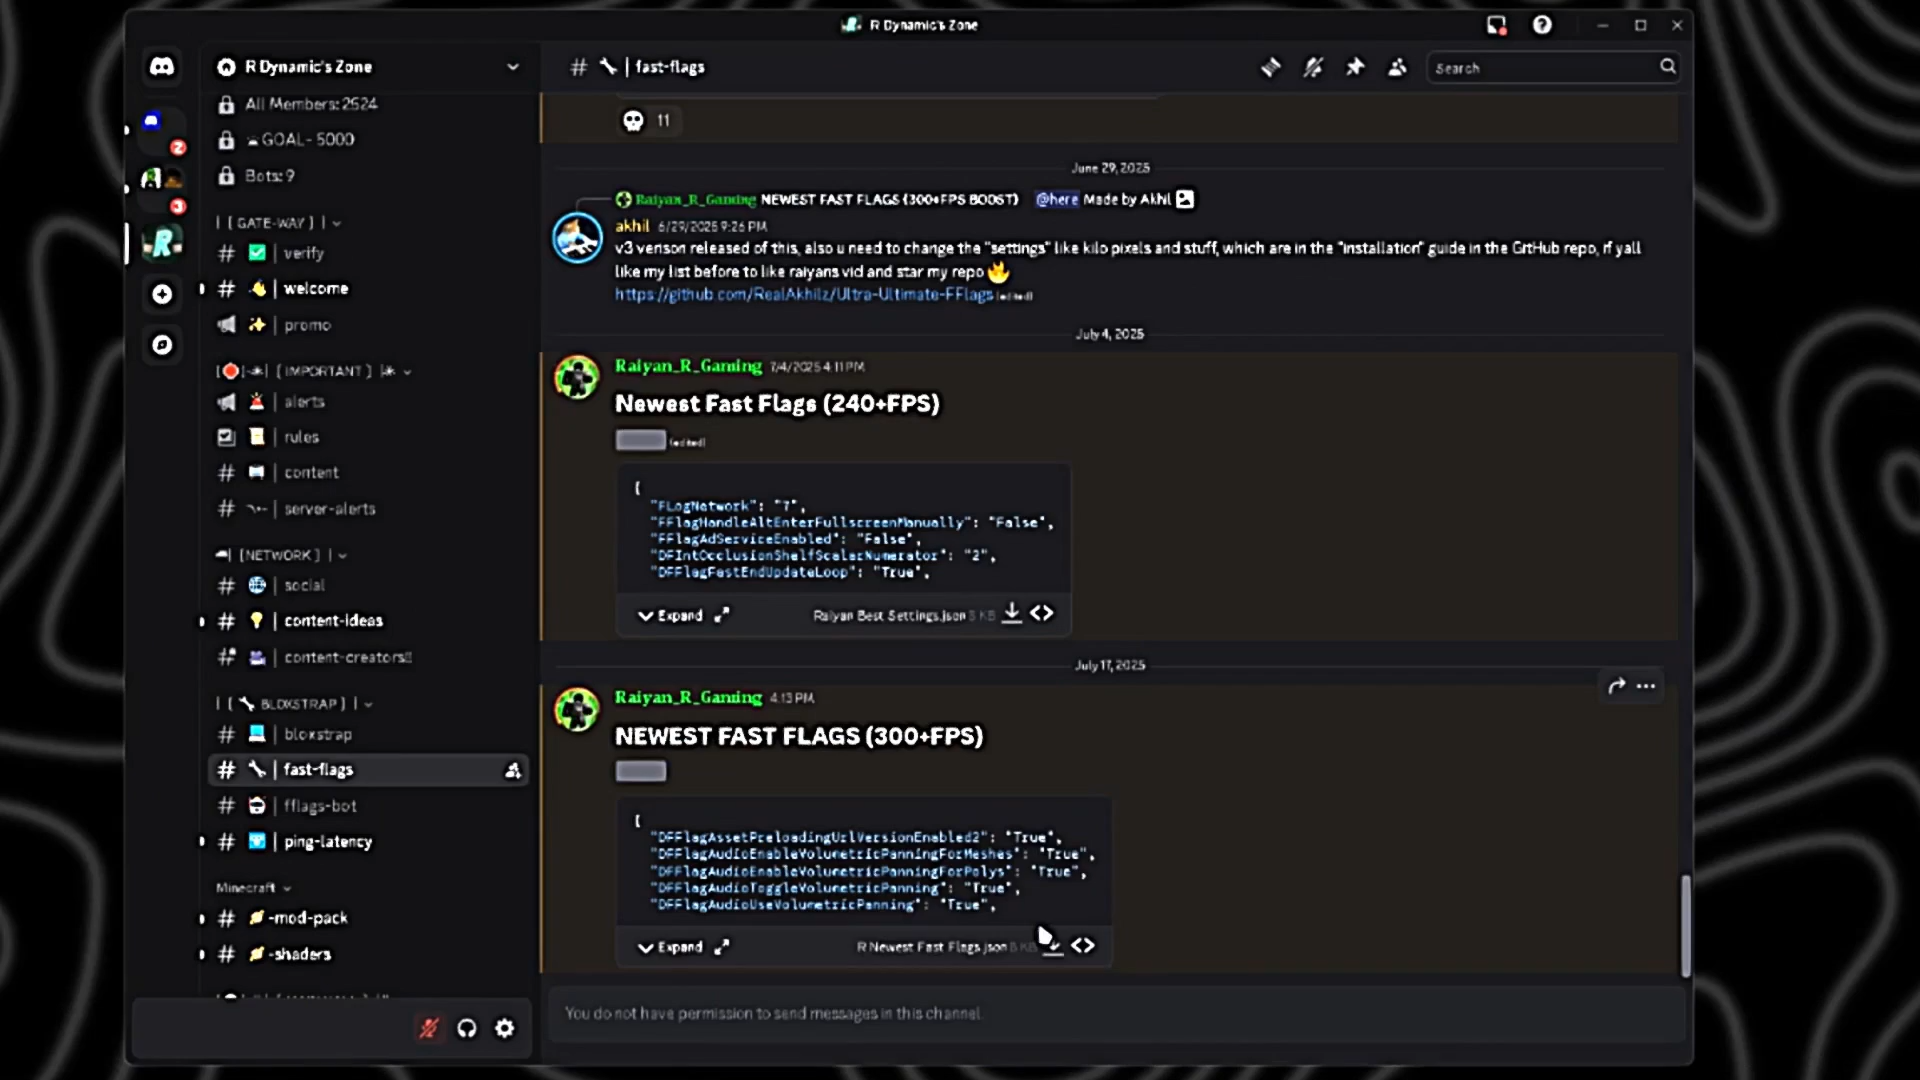 R Dynamic's Zone
R Dynamic's Zone
# | fast-flags
Search
All Members: 2524
GOAL- 5000
Bots: 9
| [ GATE-WAY ] |
# | verify
# | welcome
| promo
[ IMPORTANT ]
| alerts
| rules
# | content
# | server-alerts
| [NETWORK ] |
# | social
# | content-ideas
# | content-creators!!
| [ BLOXSTRAP ] |
# | bloxstrap
# | fast-flags
# | fflags-bot
# | ping-latency
Minecraft
# -mod-pack
# -shaders
11
June 29, 2025
Raiyan_R_Gaming NEWEST FAST FLAGS (300+FPS BOOST) @here Made by Akhil
akhil 6/29/2025 9:26 PM
v3 verison released of this, also u need to change the "settings" like kilo pixels and stuff, which are in the "installation" guide in the GitHub repo, if yall
like my list before to like raiyans vid and star my repo 🔥
https://github.com/RealAkhilz/Ultra-Ultimate-FFlags (edited)
July 4, 2025
Raiyan_R_Gaming 7/4/2025 4:11 PM
Newest Fast Flags (240+FPS)
(edited)
{
"FLogNetwork": "7",
"FFlagHandleAltEnterFullscreenManually": "False",
"FFlagAdServiceEnabled": "False",
"DFIntOcclusionShelfScalarNumerator": "2",
"DFFlagFastEndUpdateLoop": "True",
Expand Raiyan Best Settings.json 3 KB
July 17, 2025
Raiyan_R_Gaming 4:13 PM
NEWEST FAST FLAGS (300+FPS)
{
"DFFlagAssetPreloadingUrlVersionEnabled2": "True",
"DFFlagAudioEnableVolumetricPanningForMeshes": "True",
"DFFlagAudioEnableVolumetricPanningForPolys": "True",
"DFFlagAudioToggleVolumetricPanning": "True",
"DFFlagAudioUseVolumetricPanning": "True",
Expand R Newest Fast Flags.json
You do not have permission to send messages in this channel.